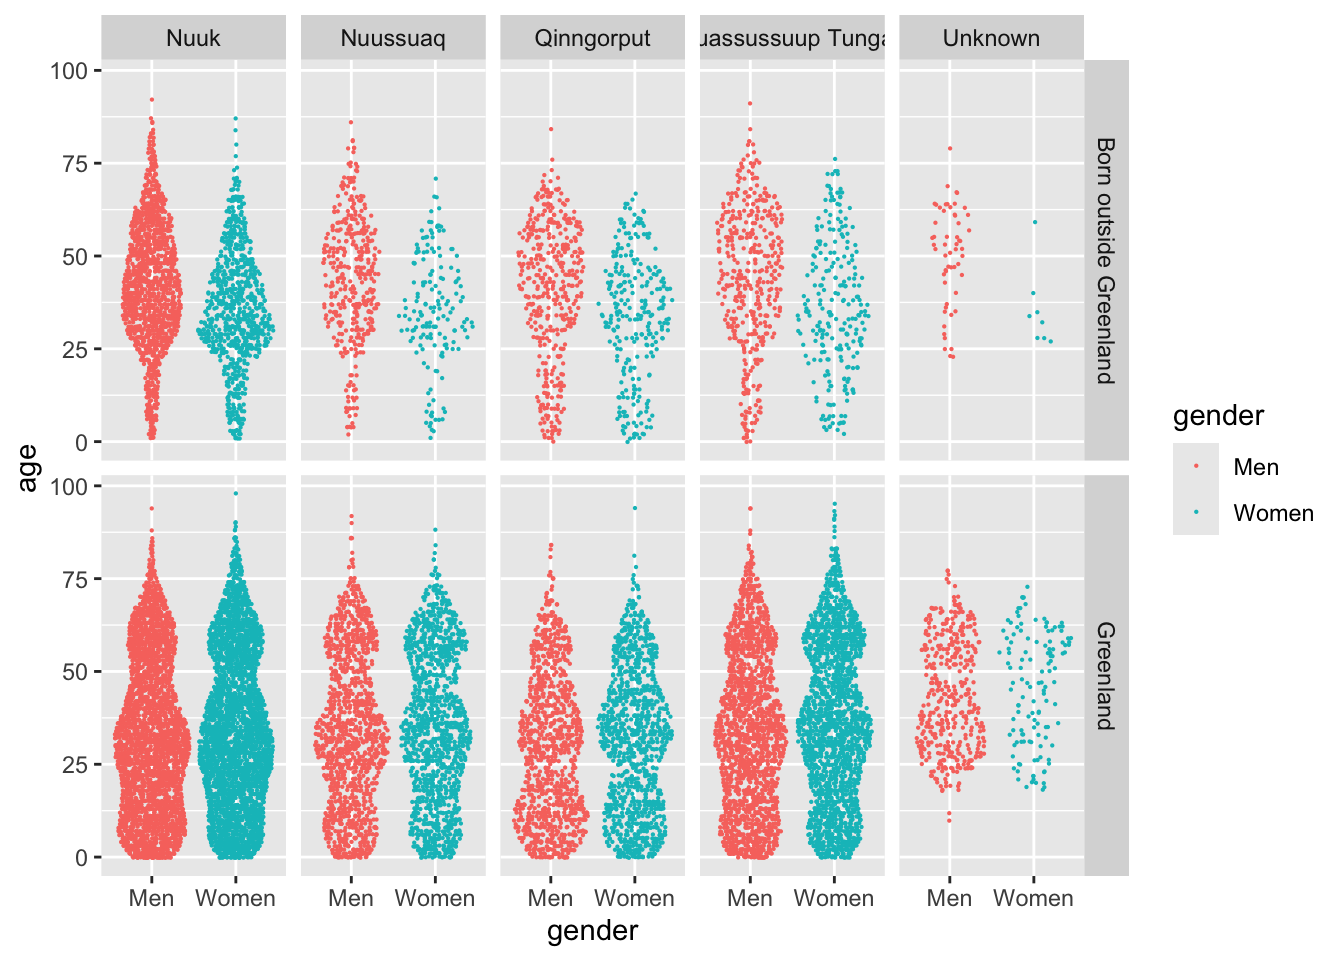 Nuuk Nuussuaq Qinngorput uassussuup Tunga Unknown
100
75
50
25
0
Born outside Greenland
age
100
75
50
25
0
Greenland
Men Women Men Women Men Women Men Women Men Women
gender
gender
Men
Women